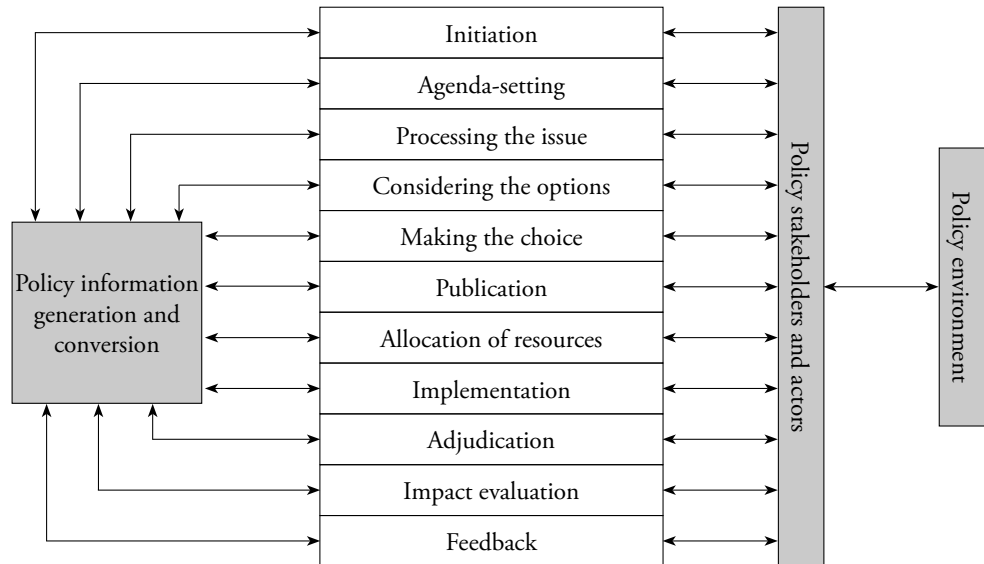 Initiation
Agenda-setting
Processing the issue
Considering the options
Making the choice
Publication
Allocation of resources
Implementation
Adjudication
Impact evaluation
Feedback
Policy information
generation and
conversion
Policy stakeholders and actors
Policy environment